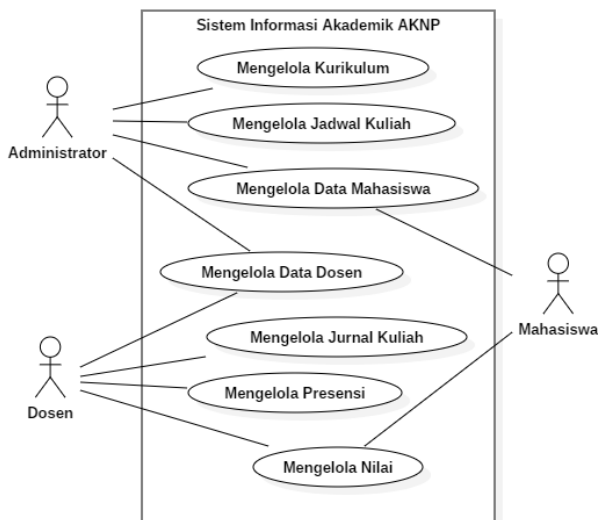 Sistem Informasi Akademik AKNP
Mengelola Kurikulum
Mengelola Jadwal Kuliah
Administrator
Mengelola Data Mahasiswa
Mengelola Data Dosen
Mahasiswa
Mengelola Jurnal Kuliah
Mengelola Presensi
Dosen
Mengelola Nilai